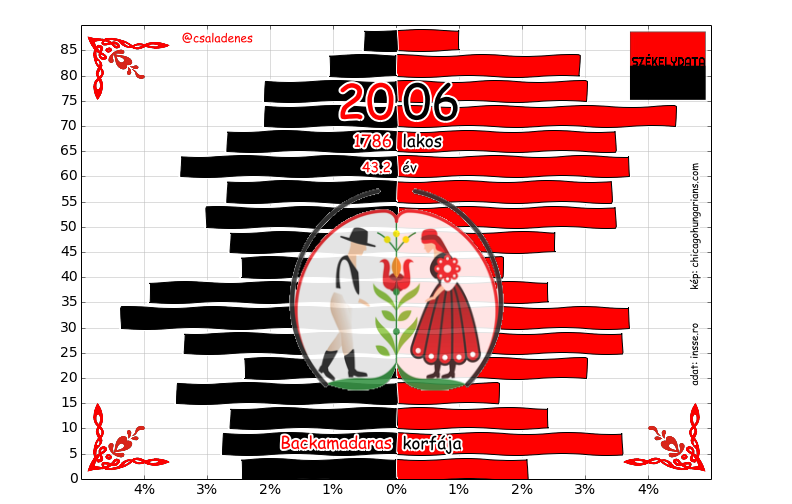 @csaladenes
SZÉKELYDATA
2006
1786 lakos
43,2 év
kép: chicagohungarians.com
adat: insse.ro
Backamadaras korfája
85
80
75
70
65
60
55
50
45
40
35
30
25
20
15
10
5
0
4% 3% 2% 1% 0% 1% 2% 3% 4%